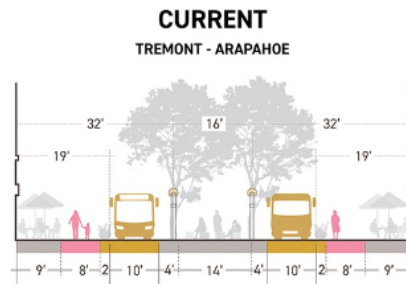 CURRENT
TREMONT - ARAPAHOE
32' 16' 32'
19' 19'
9' 8' 2' 10' 4' 14' 4' 10' 2' 8' 9'